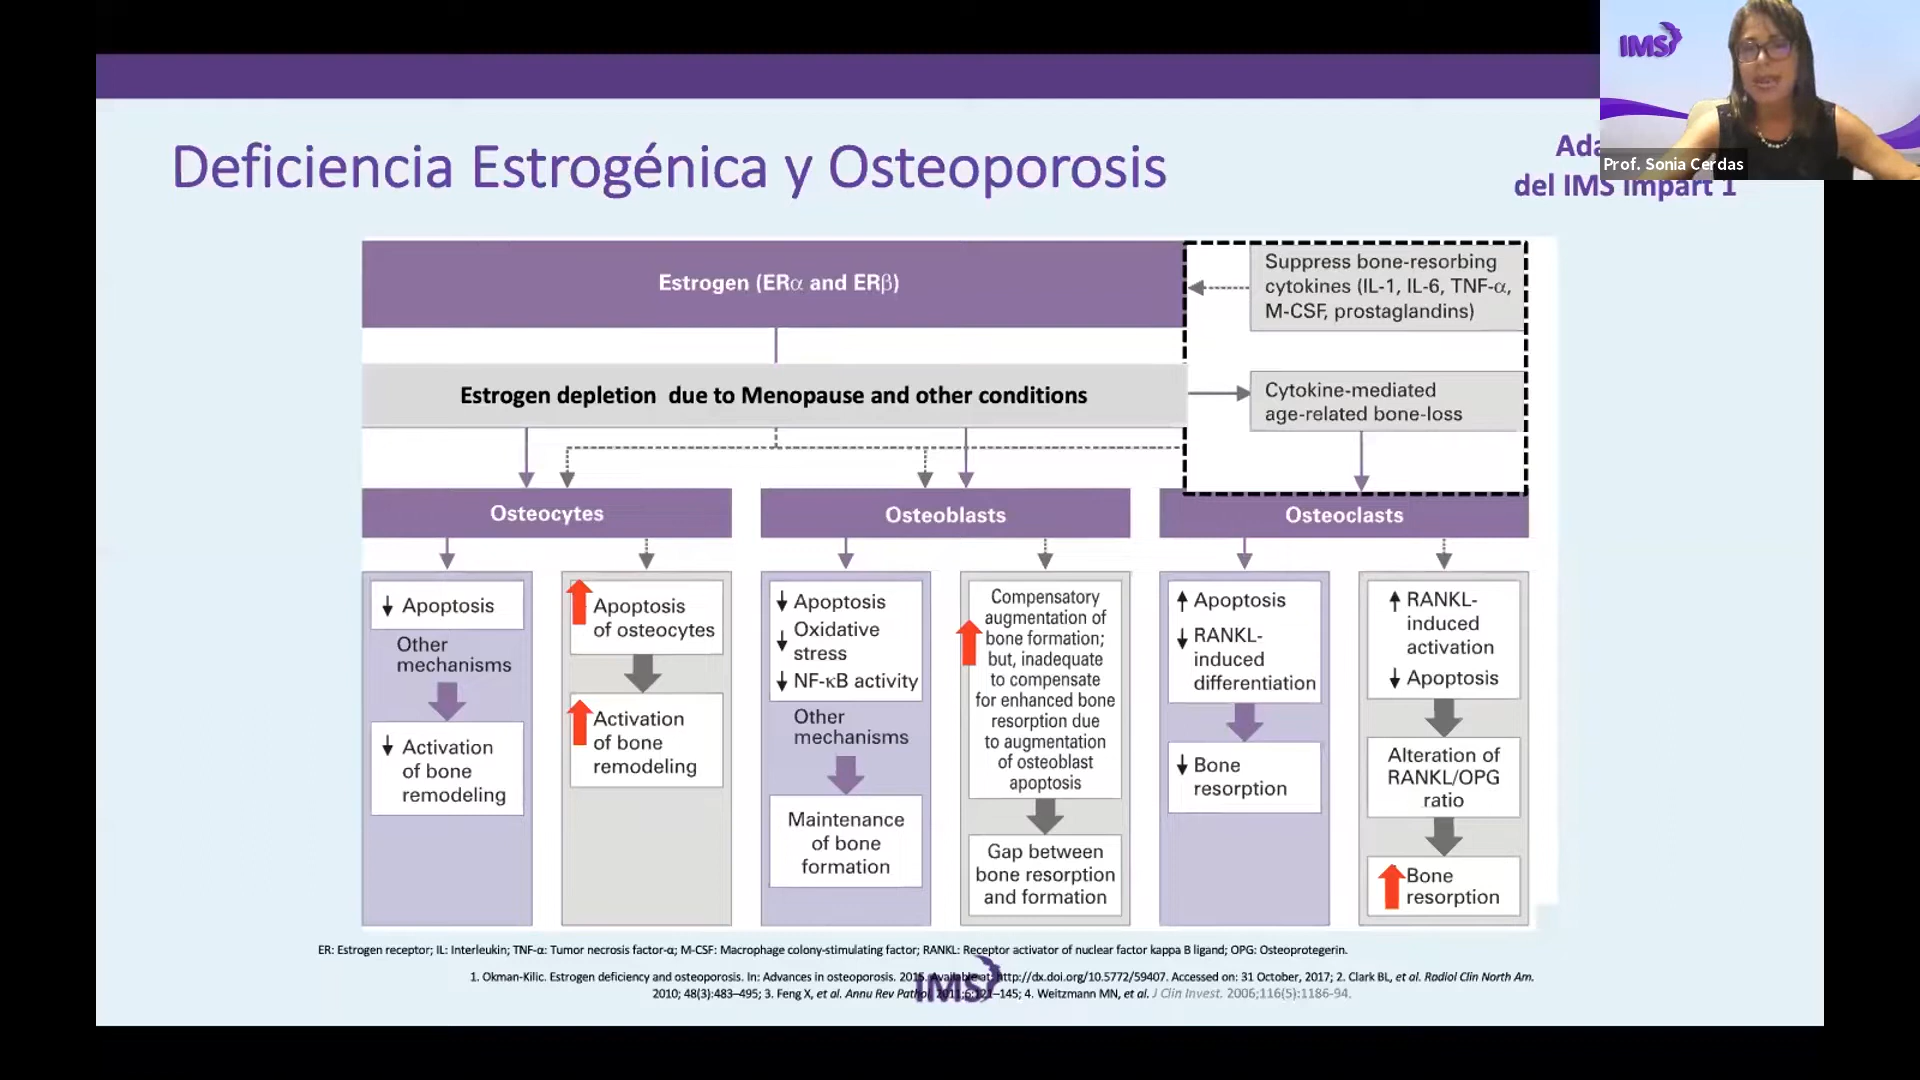 IMS
Prof. Sonia Cerdas
Deficiencia Estrogénica y Osteoporosis
del IMS Impart 1
Estrogen (ERα and ERβ)
Suppress bone-resorbing
cytokines (IL-1, IL-6, TNF-α,
M-CSF, prostaglandins)
Estrogen depletion due to Menopause and other conditions
Cytokine-mediated
age-related bone-loss
Osteocytes
Osteoblasts
Osteoclasts
↓ Apoptosis
Other
mechanisms
↓ Activation
of bone
remodeling
Apoptosis
of osteocytes
Activation
of bone
remodeling
↓ Apoptosis
↓ Oxidative
stress
↓ NF-κB activity
Other
mechanisms
Maintenance
of bone
formation
Compensatory
augmentation of
bone formation;
but, inadequate
to compensate
for enhanced bone
resorption due
to augmentation
of osteoblast
apoptosis
Gap between
bone resorption
and formation
↑ Apoptosis
↓ RANKL-
induced
differentiation
↓ Bone
resorption
↑ RANKL-
induced
activation
↓ Apoptosis
Alteration of
RANKL/OPG
ratio
Bone
resorption
ER: Estrogen receptor; IL: Interleukin; TNF-α: Tumor necrosis factor-α; M-CSF: Macrophage colony-stimulating factor; RANKL: Receptor activator of nuclear factor kappa B ligand; OPG: Osteoprotegerin.
1. Okman-Kilic. Estrogen deficiency and osteoporosis. In: Advances in osteoporosis. 2015. Available at: http://dx.doi.org/10.5772/59407. Accessed on: 31 October, 2017; 2. Clark BL, et al. Radiol Clin North Am.
2010; 48(3):483–495; 3. Feng X, et al. Annu Rev Pathol. 2011;6:121–145; 4. Weitzmann MN, et al. J Clin Invest. 2006;116(5):1186-94.
IMS